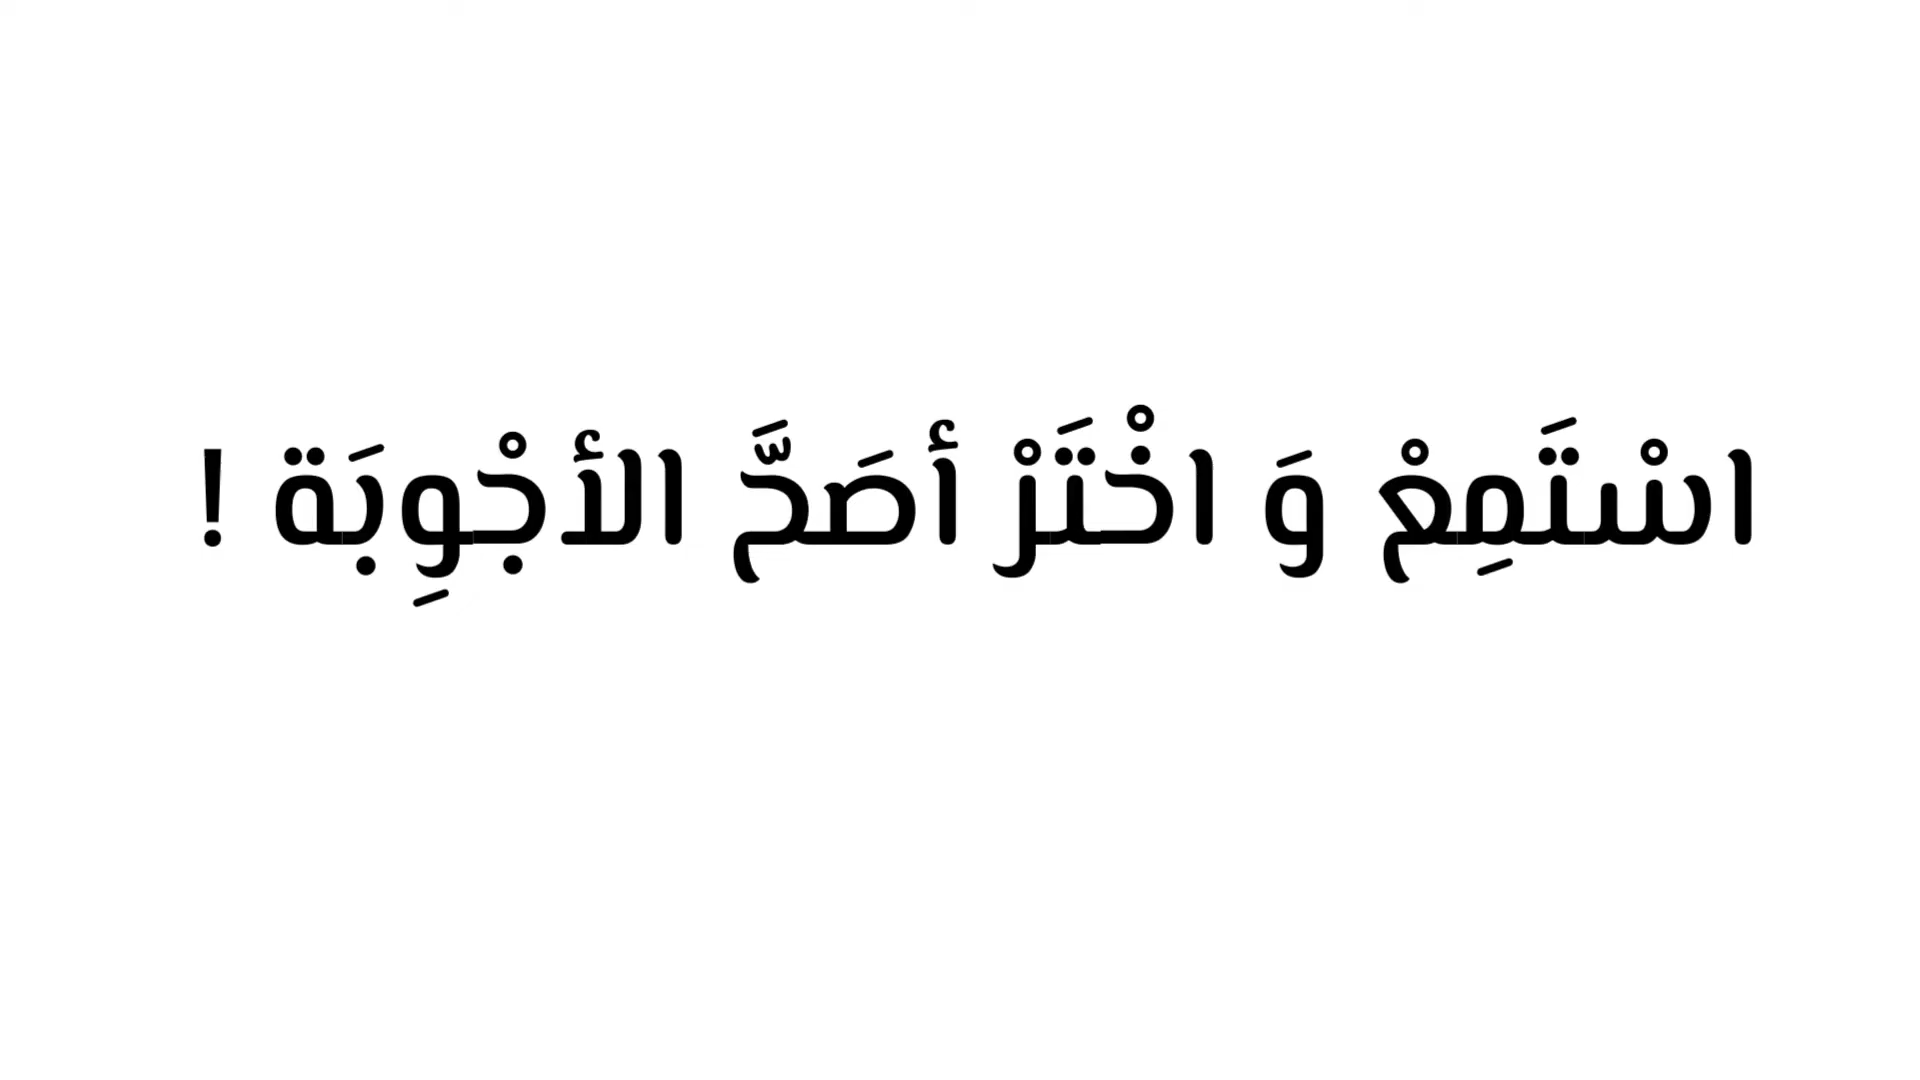 اسْتَمِعْ وَ اخْتَرْ أصَحَّ الأجْوِبَة !